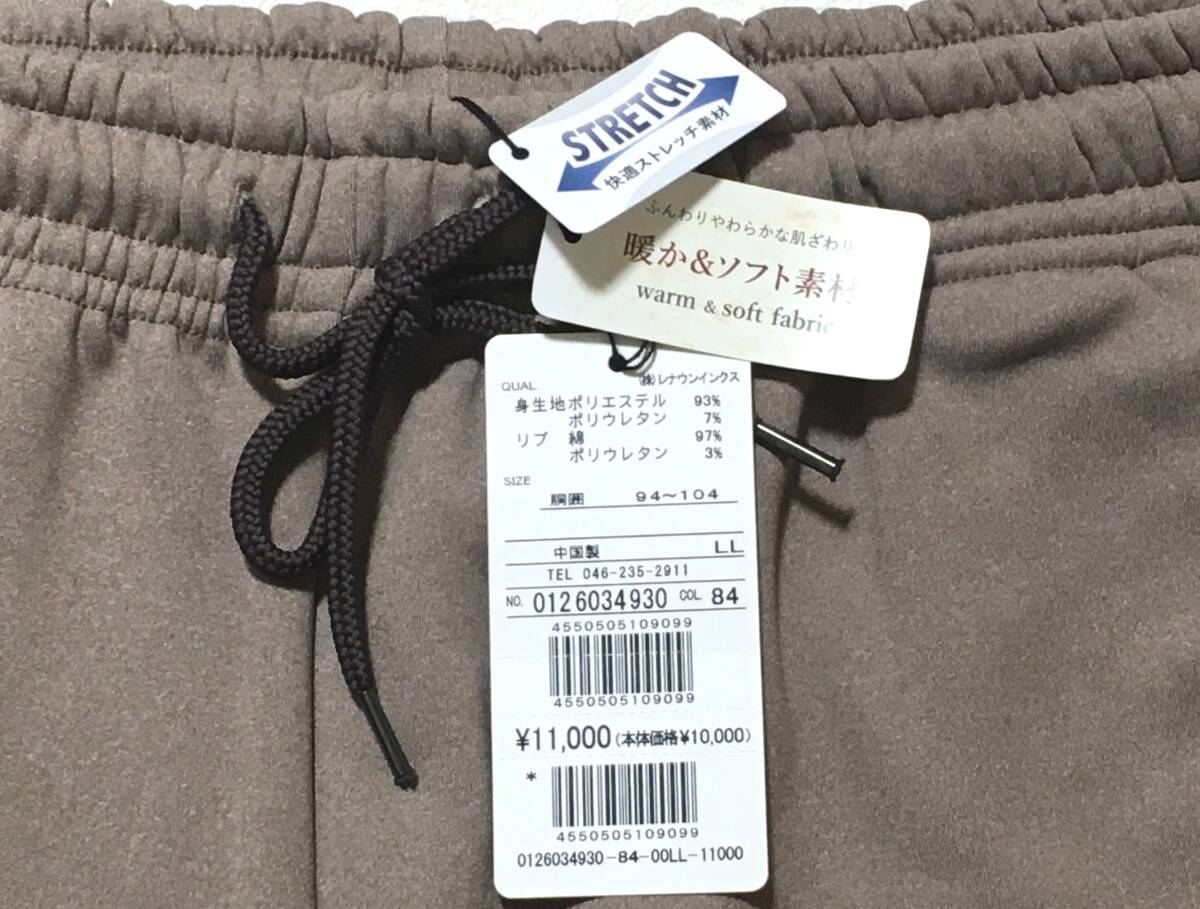 STRETCH
快適ストレッチ素材
ふんわりやわらかな肌ざわり
暖か&ソフト素材
warm & soft fabric
QUAL. ㈱レナウンインクス
身生地ポリエステル 93%
ポリウレタン 7%
リブ 綿 97%
ポリウレタン 3%
SIZE
胴囲 94~104
中国製 LL
TEL 046-235-2911
NO. 0126034930 COL. 84
4550505109099
4550505109099
¥11,000(本体価格¥10,000)
*
4550505109099
0126034930-84-00LL-11000